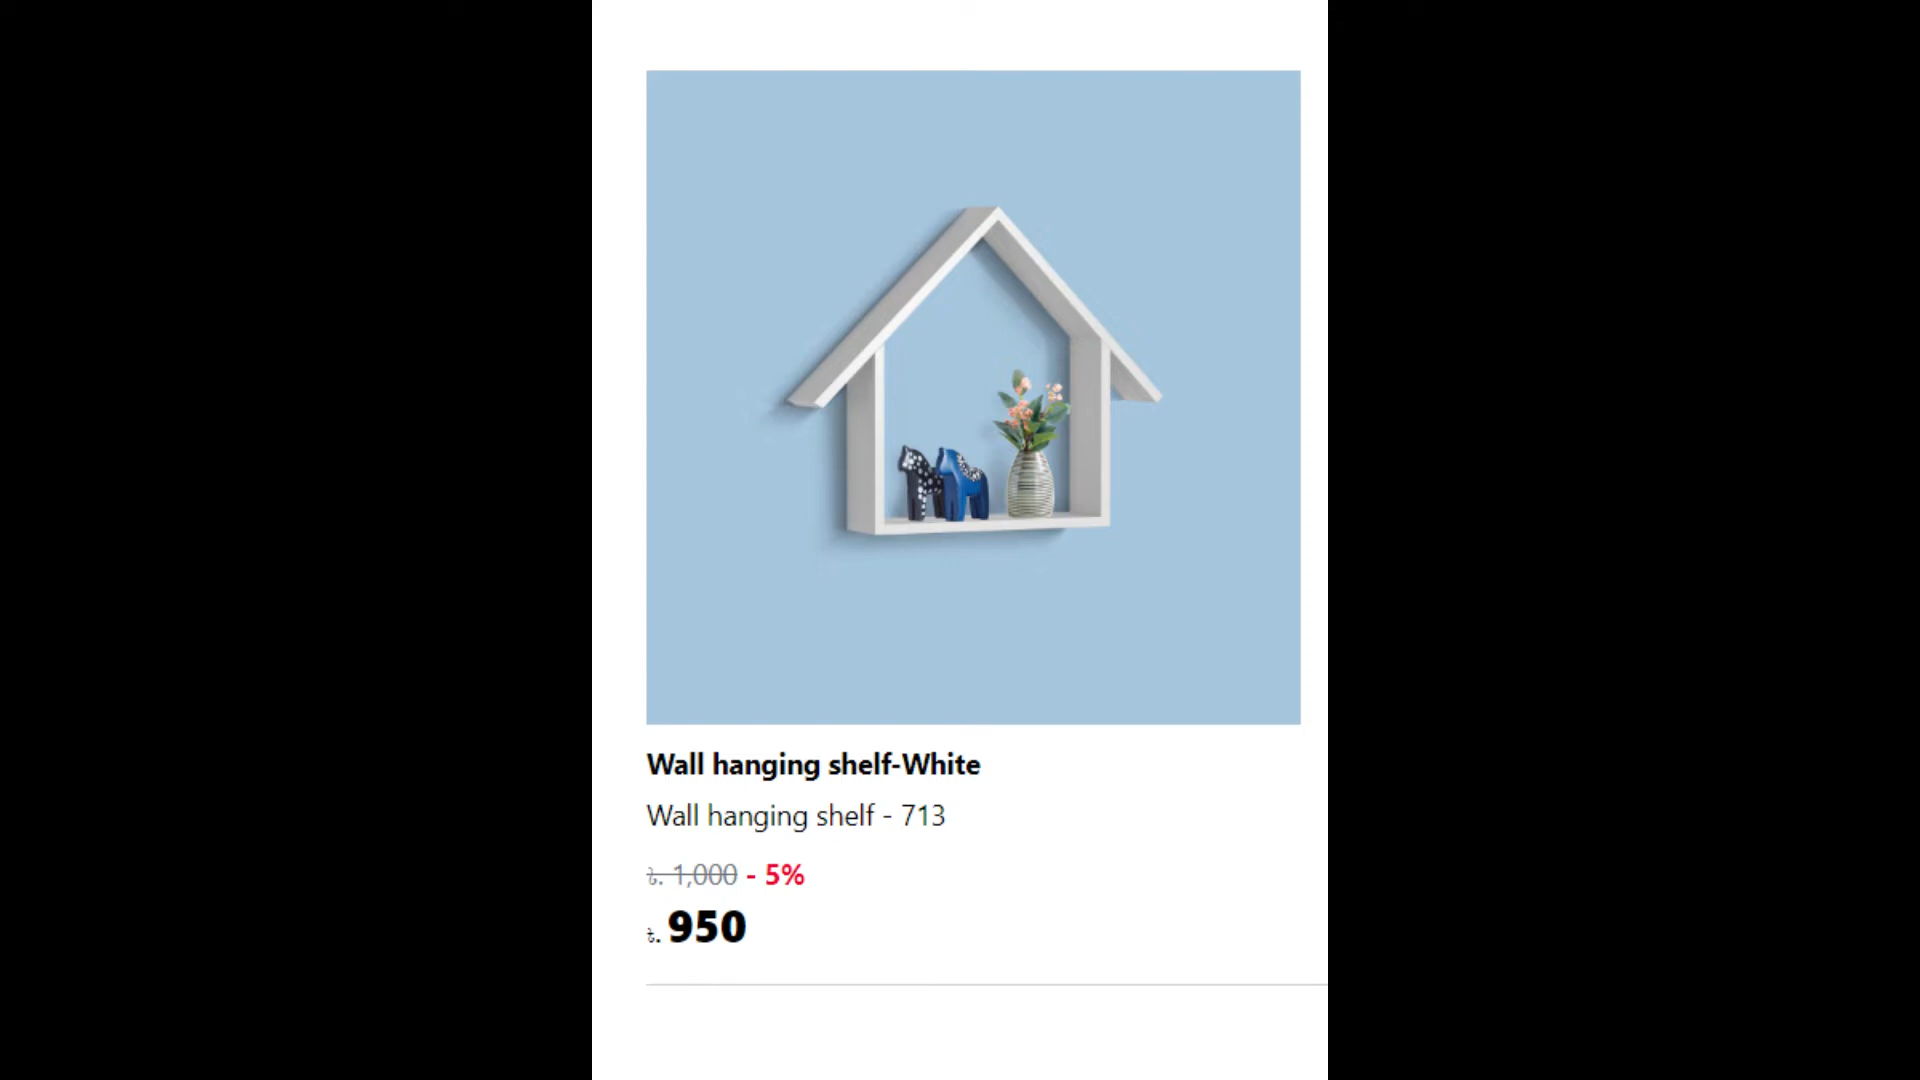 Wall hanging shelf-White
Wall hanging shelf - 713
৳. 1,000 - 5%
৳. 950